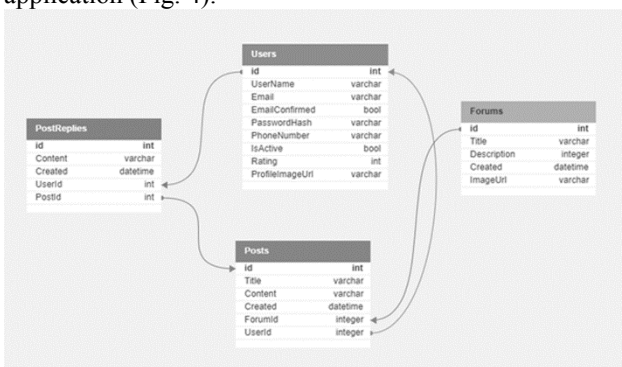 application (Fig. 4).
Users
id int
UserName varchar
Email varchar
EmailConfirmed bool
PasswordHash varchar
PhoneNumber varchar
IsActive bool
Rating int
ProfileImageUrl varchar
PostReplies
id int
Content varchar
Created datetime
UserId int
PostId int
Forums
id int
Title varchar
Description integer
Created datetime
ImageUrl varchar
Posts
id int
Title varchar
Content varchar
Created datetime
ForumId integer
UserId integer